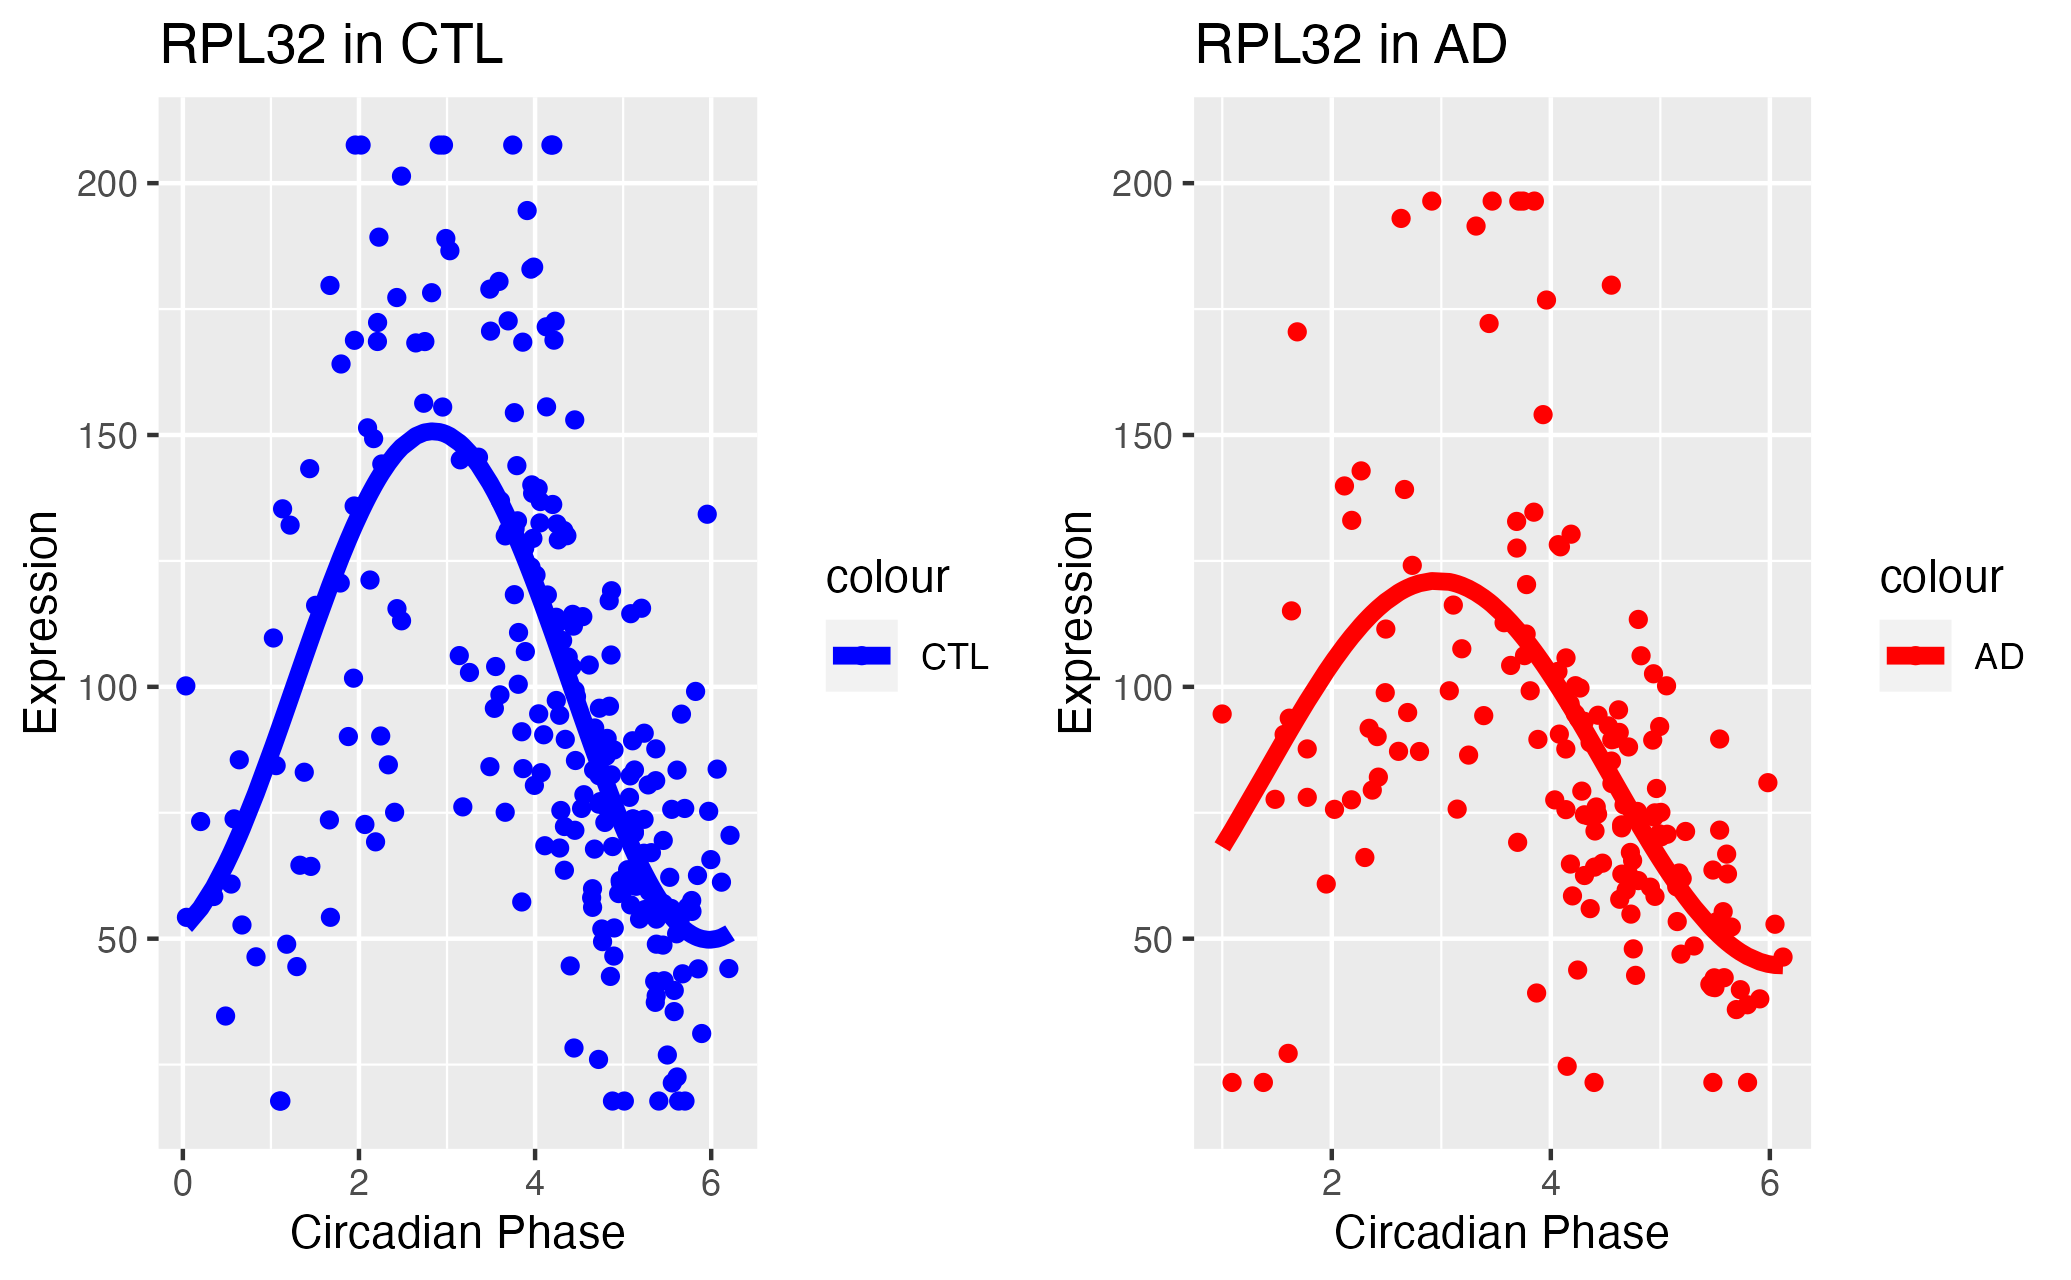 RPL32 in CTL
200
150
100
50
0 2 4 6
Circadian Phase
Expression
colour
CTL
RPL32 in AD
200
150
100
50
2 4 6
Circadian Phase
Expression
colour
AD